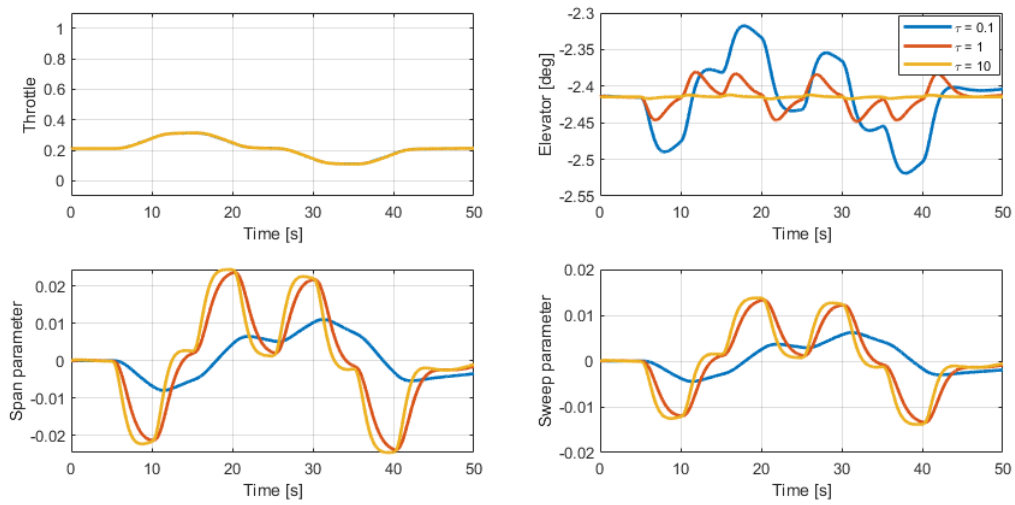 1
0.8
0.6
0.4
0.2
0
Throttle
0 10 20 30 40 50
Time [s]
-2.3
-2.35
-2.4
-2.45
-2.5
-2.55
Elevator [deg]
τ = 0.1
τ = 1
τ = 10
0 10 20 30 40 50
Time [s]
0.02
0.01
0
-0.01
-0.02
Span parameter
0 10 20 30 40 50
Time [s]
0.02
0.01
0
-0.01
-0.02
Sweep parameter
0 10 20 30 40 50
Time [s]